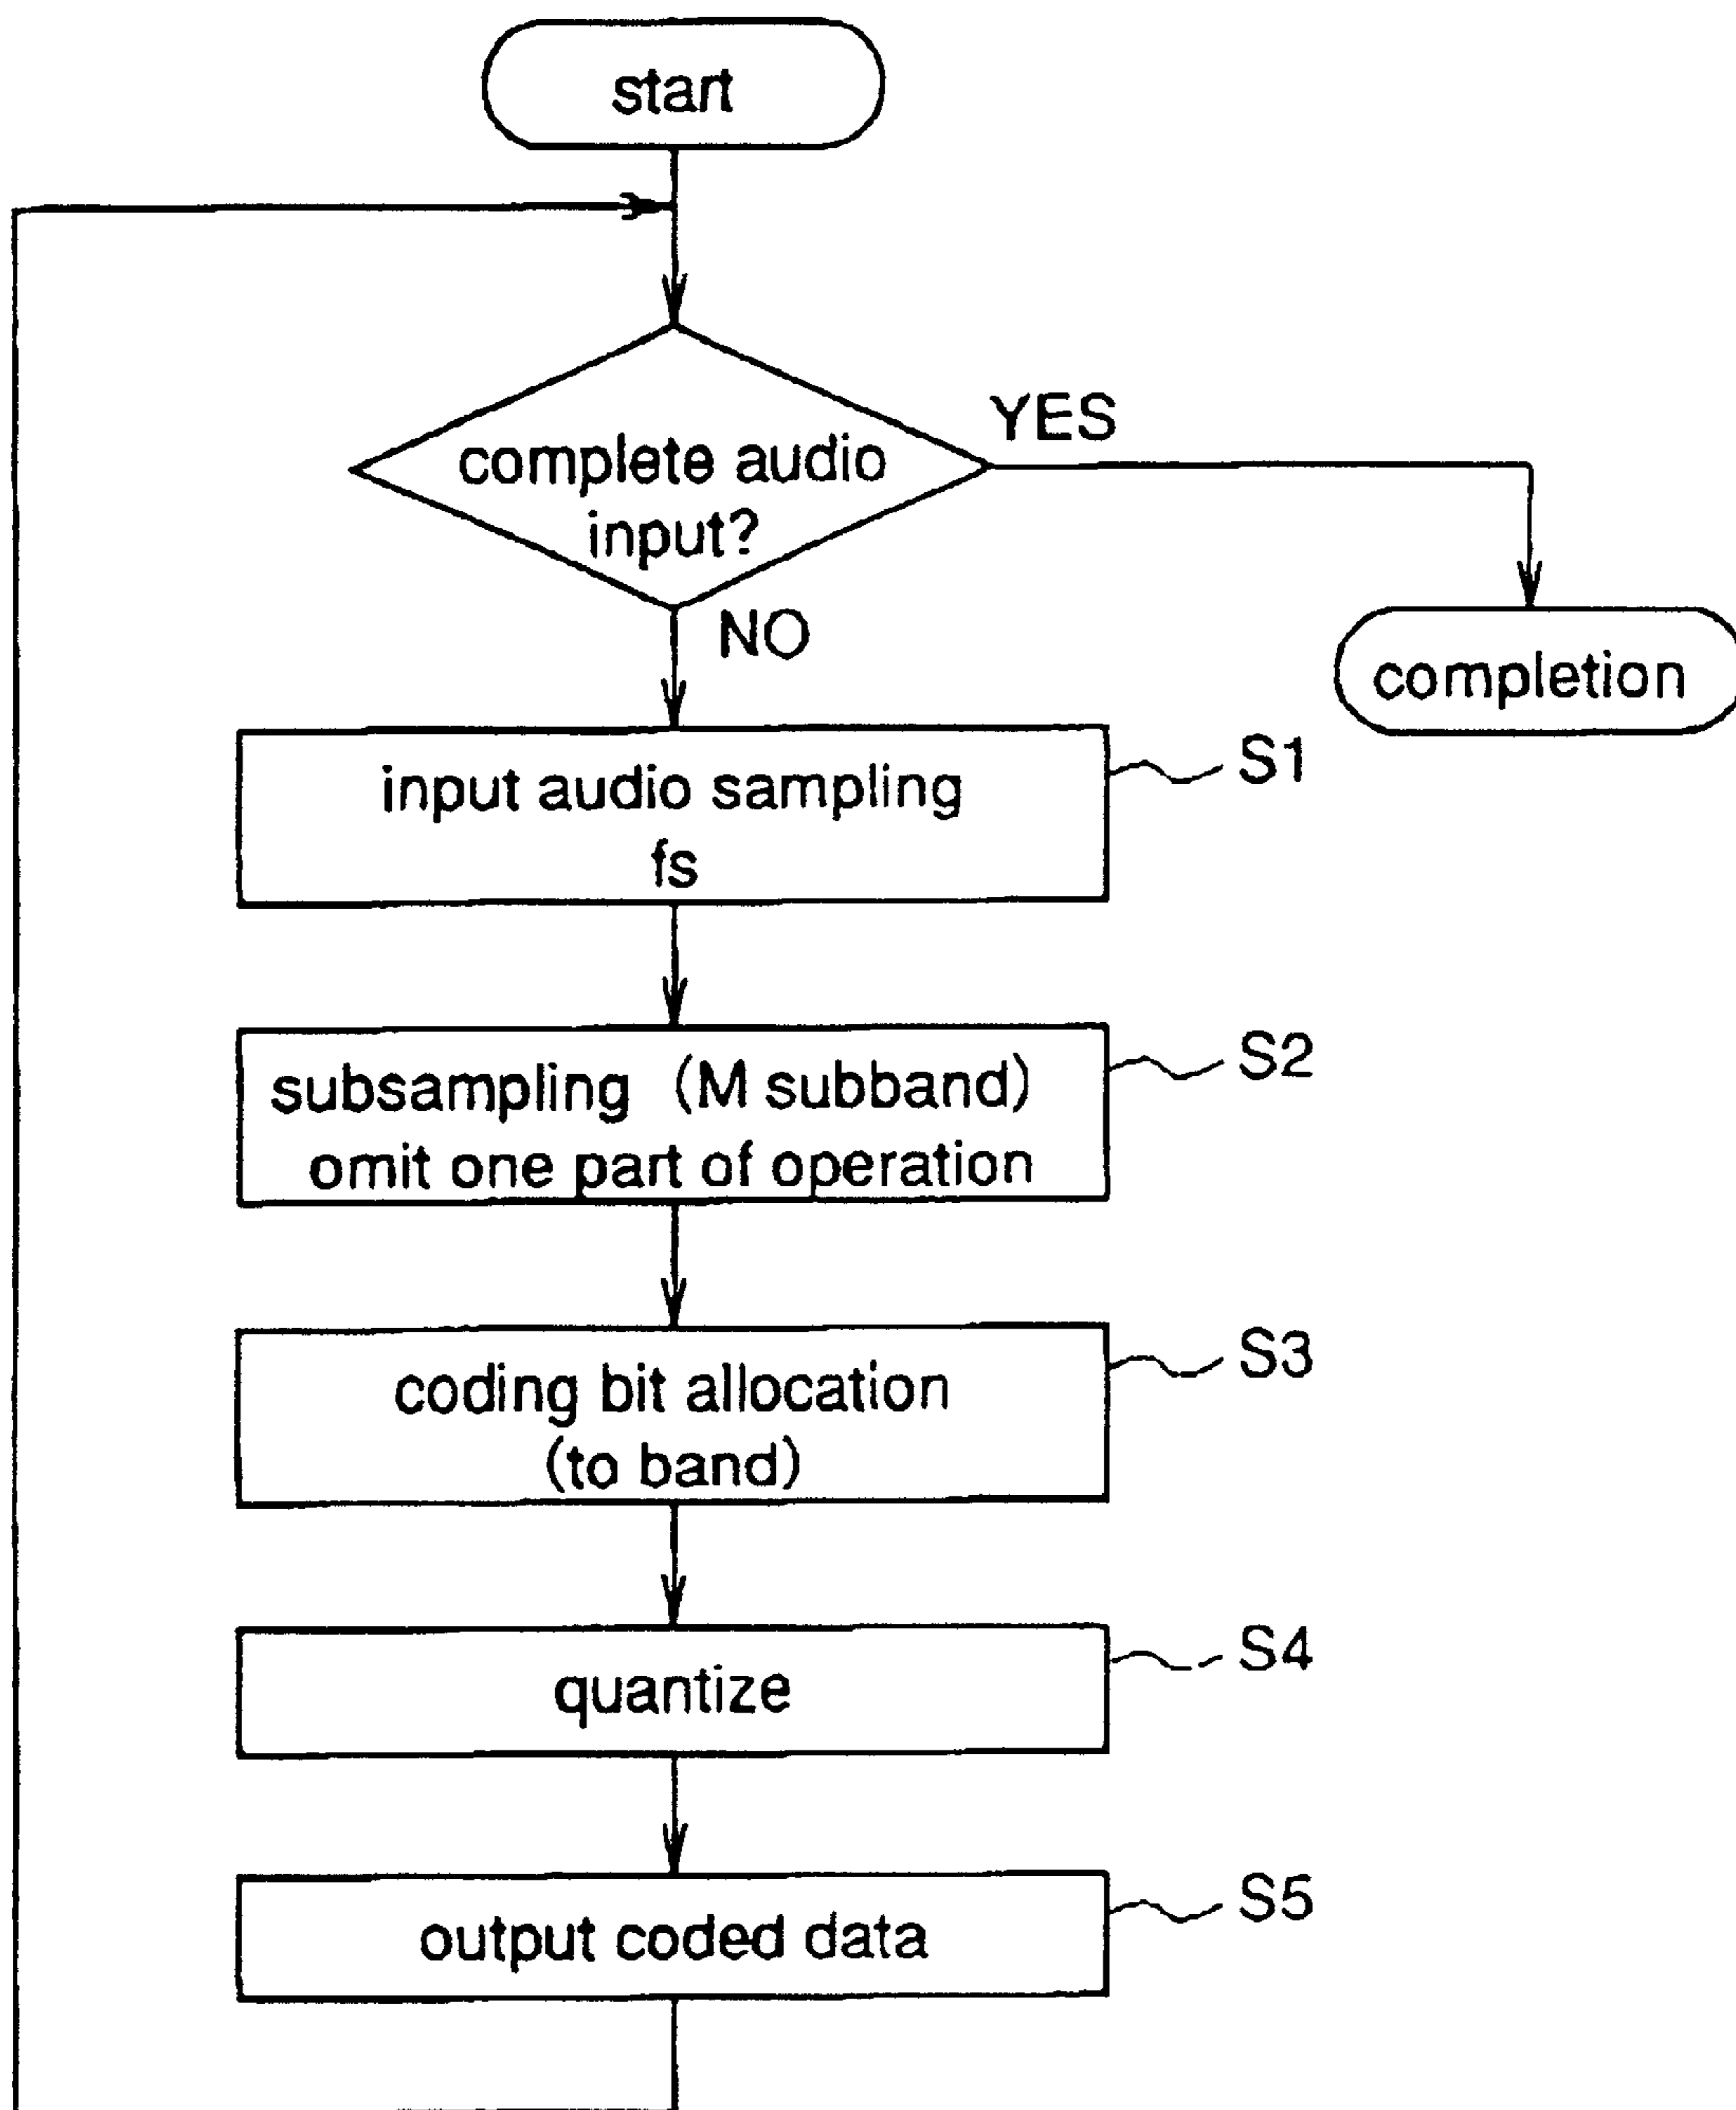 start
complete audio
input?
YES
NO
completion
input audio sampling
fs
S1
subsampling (M subband)
omit one part of operation
S2
coding bit allocation
(to band)
S3
quantize
S4
output coded data
S5